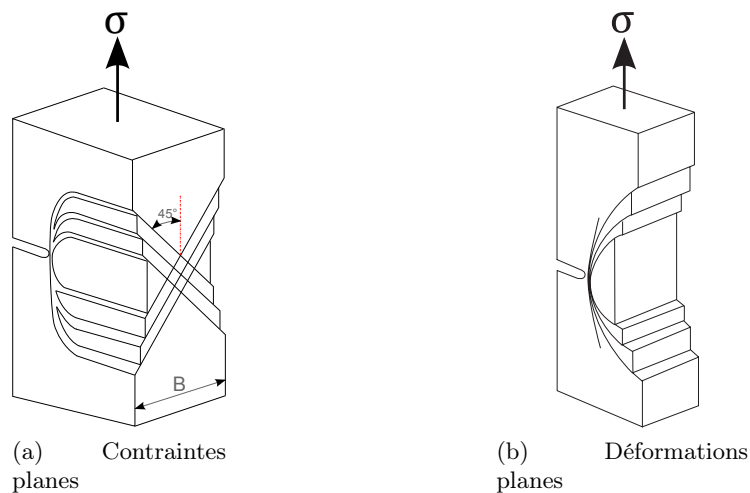 σ
σ
45°
B
(a) Contraintes
planes
(b) Déformations
planes